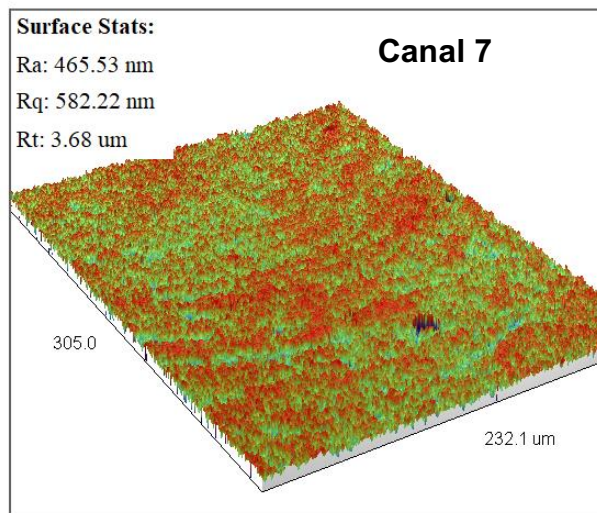 Surface Stats:
Canal 7
Ra: 465.53 nm
Rq: 582.22 nm
Rt: 3.68 um
305.0
232.1 um